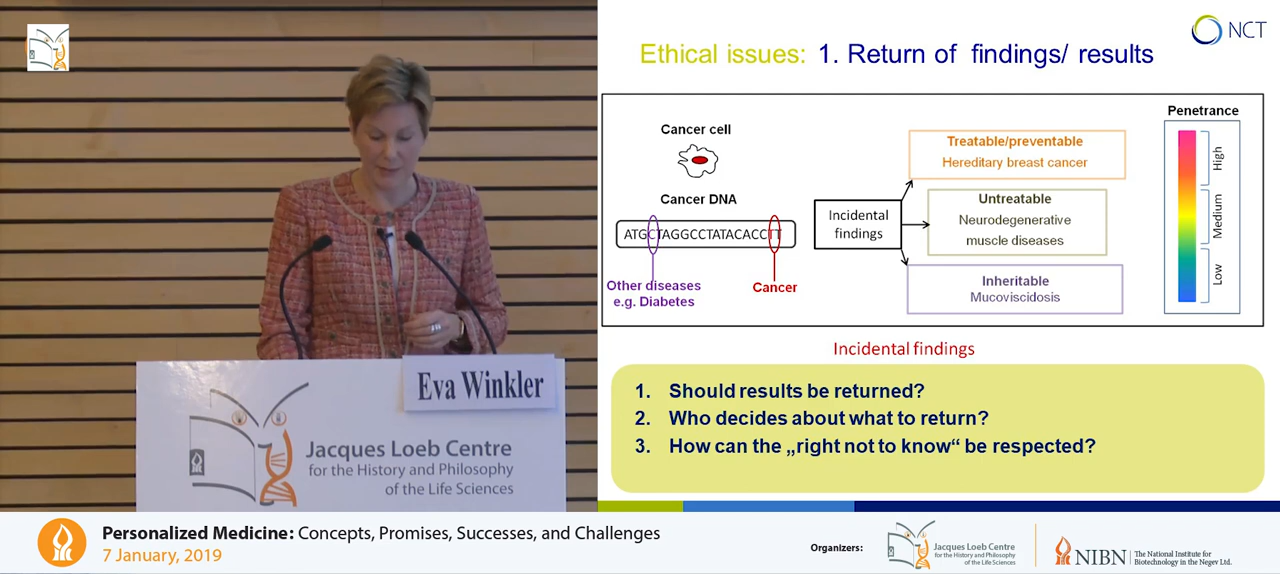 NCT
Ethical issues: 1. Return of findings/ results
Cancer cell
Cancer DNA
ATGCTAGGCCTATACACCTT
Other diseases
e.g. Diabetes
Cancer
Incidental
findings
Treatable/preventable
Hereditary breast cancer
Untreatable
Neurodegenerative
muscle diseases
Inheritable
Mucoviscidosis
Penetrance
High
Medium
Low
Incidental findings
1. Should results be returned?
2. Who decides about what to return?
3. How can the „right not to know“ be respected?
Eva Winkler
Jacques Loeb Centre
for the History and Philosophy
of the Life Sciences
Personalized Medicine: Concepts, Promises, Successes, and Challenges
7 January, 2019
Organizers:
Jacques Loeb Centre
for the History and Philosophy
of the Life Sciences
NIBN
The National Institute for
Biotechnology in the Negev Ltd.